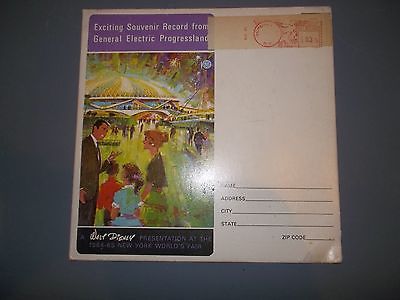 Exciting Souvenir Record from
General Electric Progressland
NAME
ADDRESS
CITY
STATE
ZIP CODE
A Walt Disney PRESENTATION AT THE
1964-65 NEW YORK WORLD'S FAIR